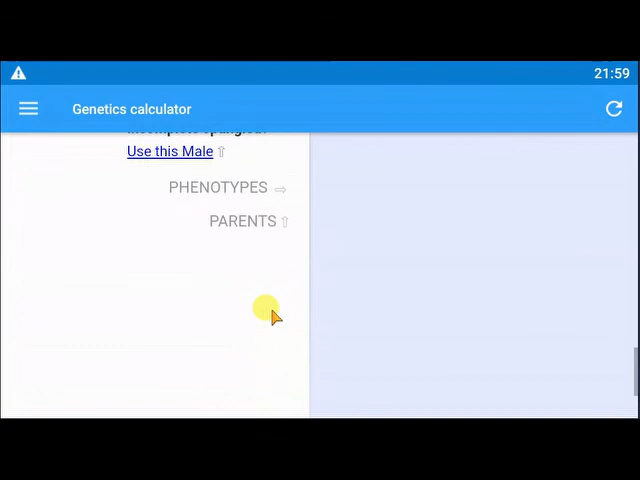 21:59
Genetics calculator
Use this Male ⇧
PHENOTYPES ⇨
PARENTS ⇧